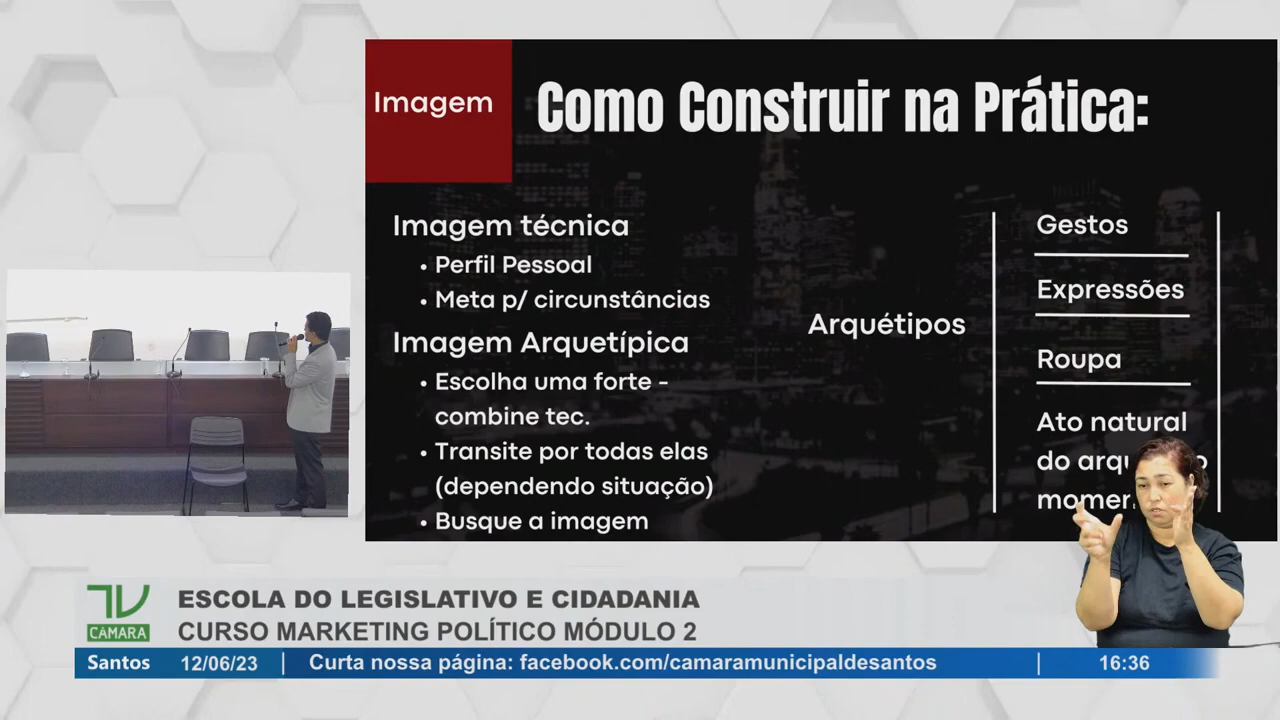 Imagem
Como Construir na Prática:
Imagem técnica
• Perfil Pessoal
• Meta p/ circunstâncias
Imagem Arquetípica
• Escolha uma forte -
combine tec.
• Transite por todas elas
(dependendo situação)
• Busque a imagem
Arquétipos
Gestos
Expressões
Roupa
Ato natural
do
TV
CÂMARA
ESCOLA DO LEGISLATIVO E CIDADANIA
CURSO MARKETING POLÍTICO MÓDULO 2
Santos 12/06/23 | Curta nossa página: facebook.com/camaramunicipaldesantos | 16:36